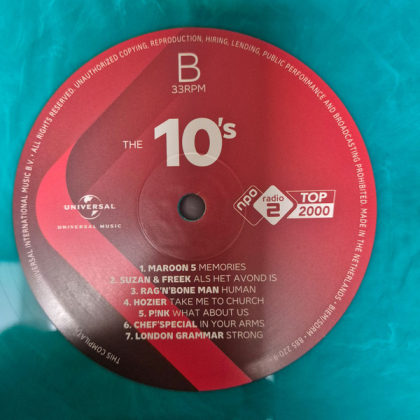 B
33RPM
THE 10's
UNIVERSAL
UNIVERSAL MUSIC
npo radio 2 TOP 2000
1. MAROON 5 MEMORIES
2. SUZAN & FREEK ALS HET AVOND IS
3. RAG'N'BONE MAN HUMAN
4. HOZIER TAKE ME TO CHURCH
5. P!NK WHAT ABOUT US
6. CHEF'SPECIAL IN YOUR ARMS
7. LONDON GRAMMAR STRONG
THIS COMPILATI
UNIVERSAL INTERNATIONAL MUSIC B.V. • ALL RIGHTS RESERVED. UNAUTHORIZED COPYING, REPRODUCTION, HIRING, LENDING, PUBLIC PERFORMANCE AND BROADCASTING PROHIBITED. MADE IN THE NETHERLANDS • BIEM/SDRM •